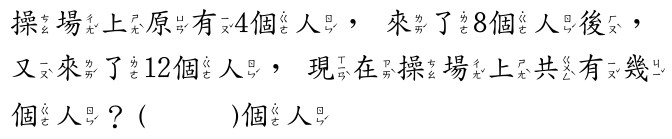 操場上原有4個人，來了8個人後，
又來了12個人，現在操場上共有幾
個人？(　　　)個人